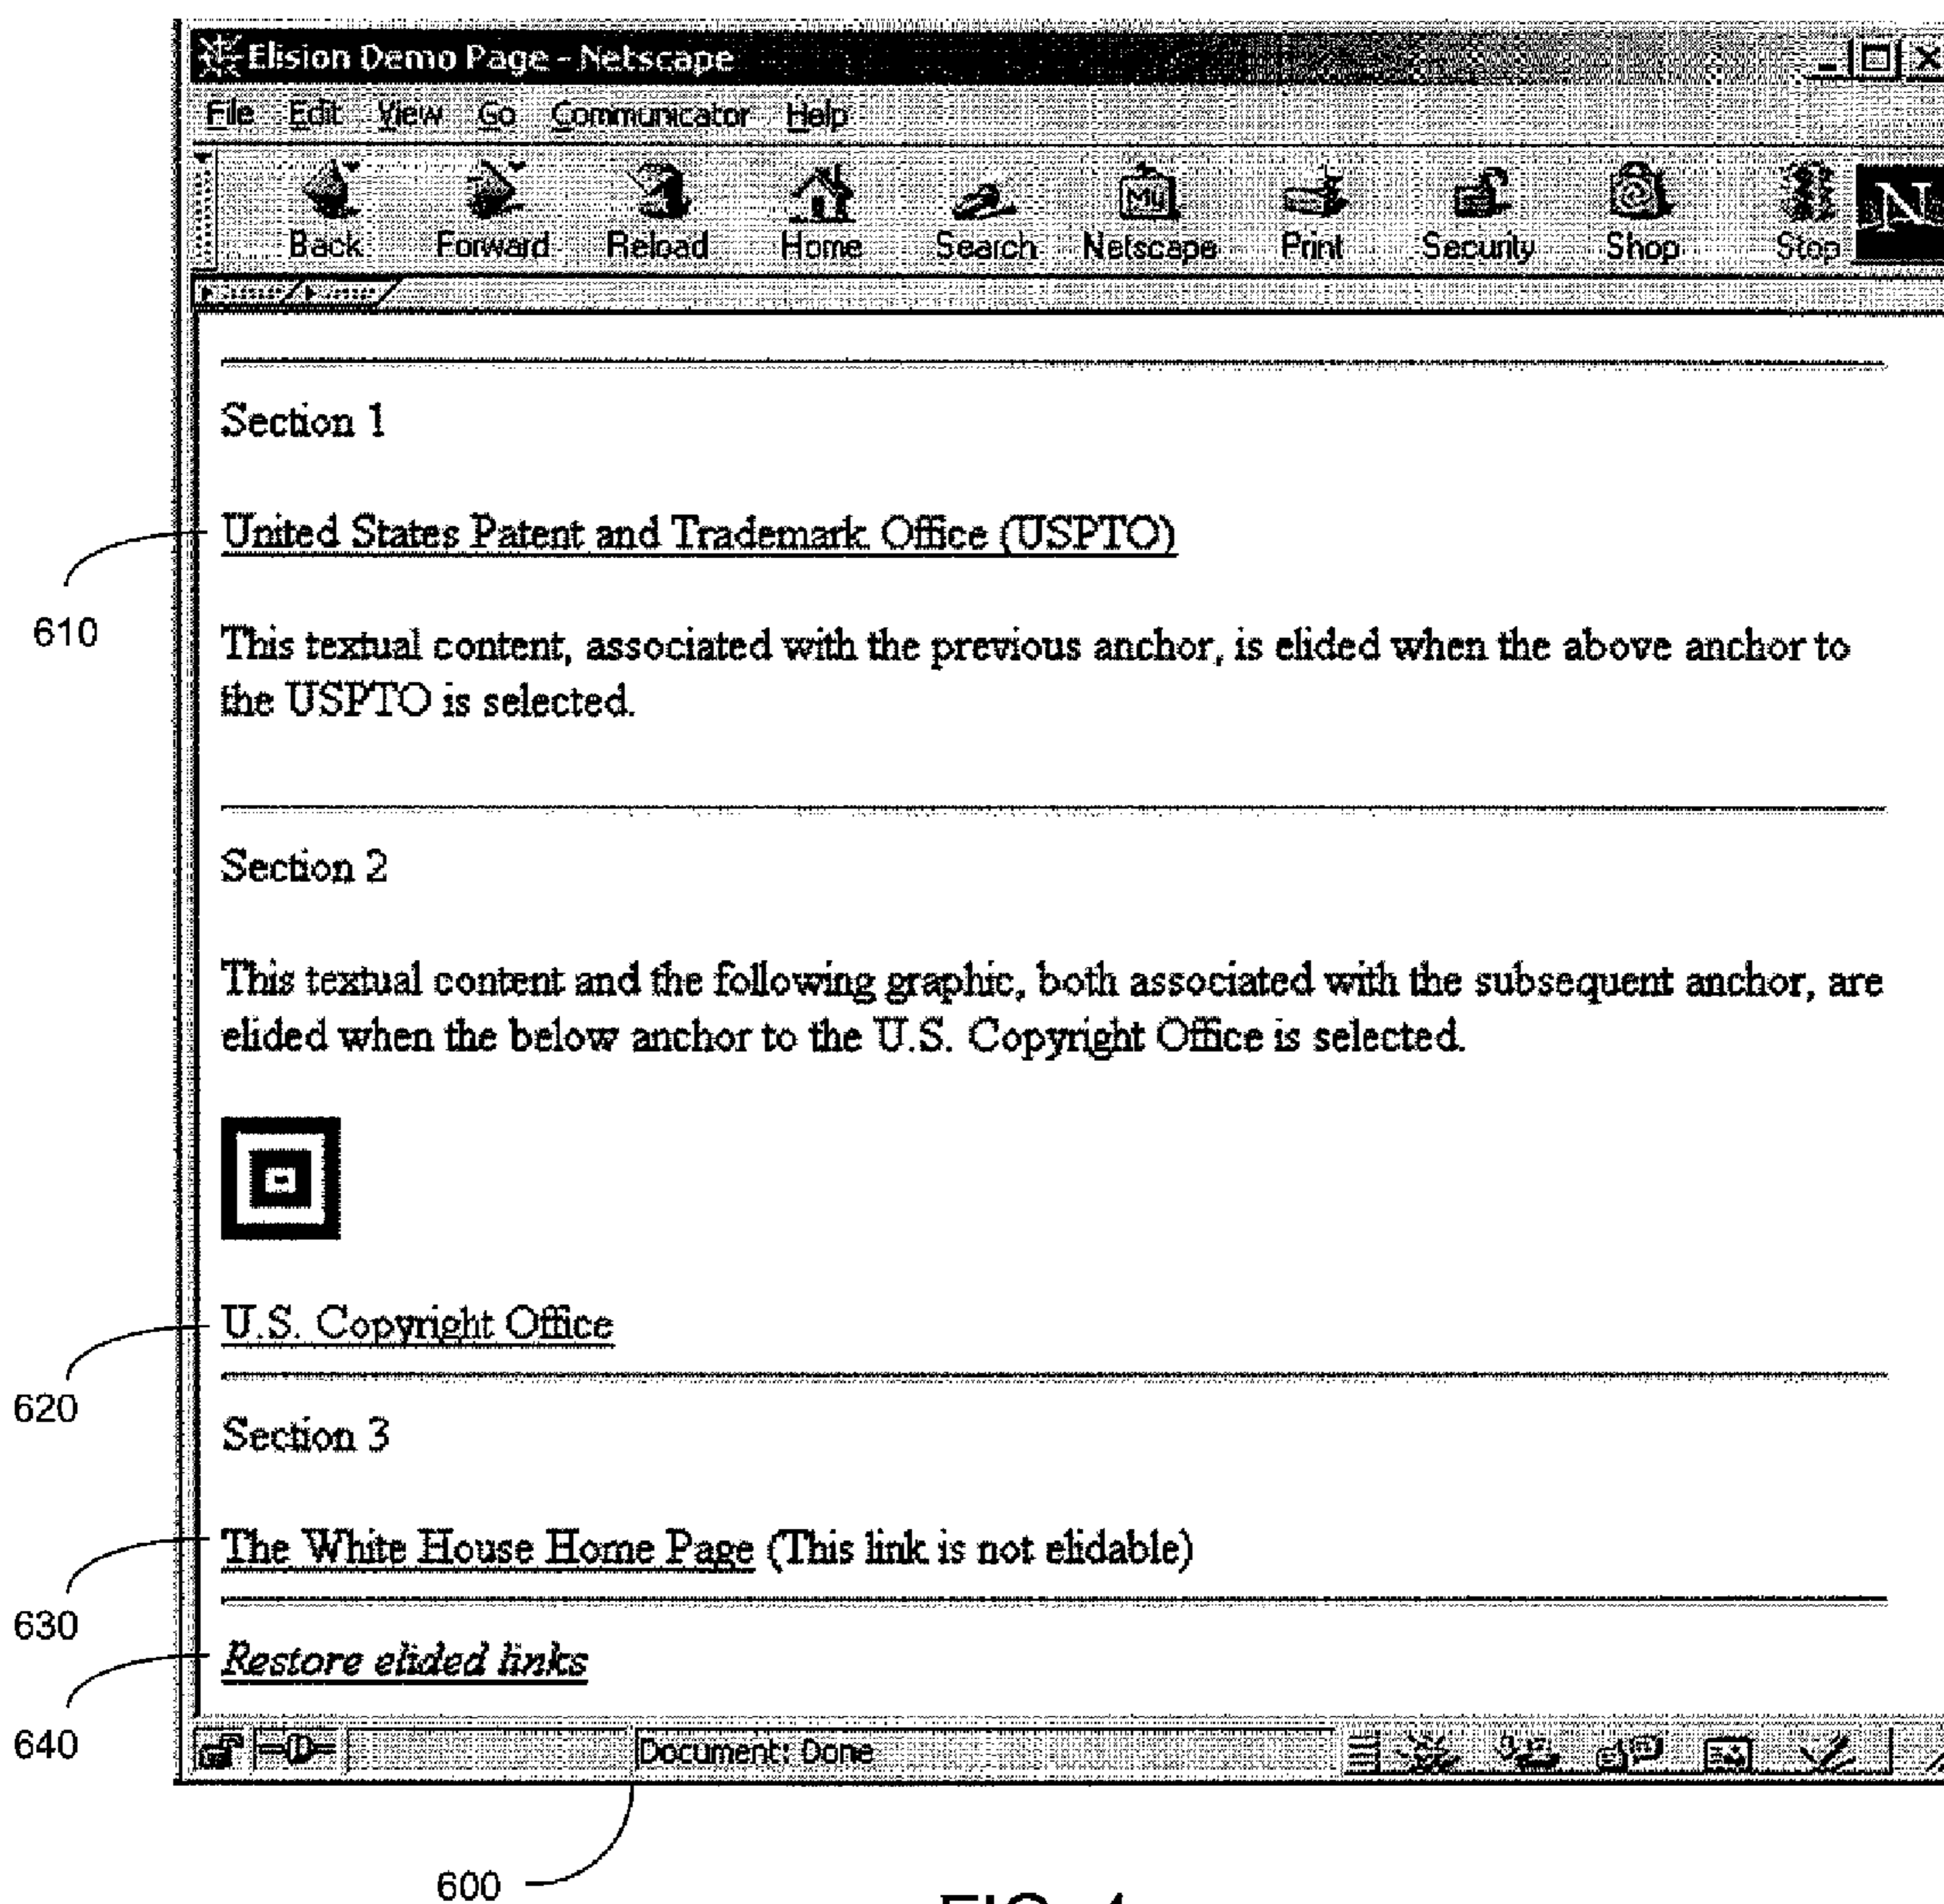 Elision Demo Page - Netscape
File Edit View Go Communicator Help
My N
Back Forward Reload Home Search Netscape Print Security Shop Stop
Section 1
United States Patent and Trademark Office (USPTO)
610
This textual content, associated with the previous anchor, is elided when the above anchor to
the USPTO is selected.
Section 2
This textual content and the following graphic, both associated with the subsequent anchor, are
elided when the below anchor to the U.S. Copyright Office is selected.
U.S. Copyright Office
620
Section 3
The White House Home Page (This link is not elidable)
630
Restore elided links
640
Document: Done
600